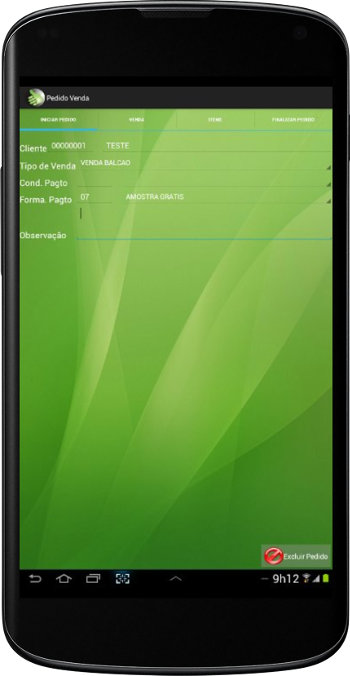 Pedido Venda
INICIAR PEDIDO VENDA ITENS FINALIZAR PEDIDO
Cliente 00000001 TESTE
Tipo de Venda VENDA BALCAO
Cond. Pagto
Forma. Pagto 07 AMOSTRA GRATIS
Observação
Excluir Pedido
9h12